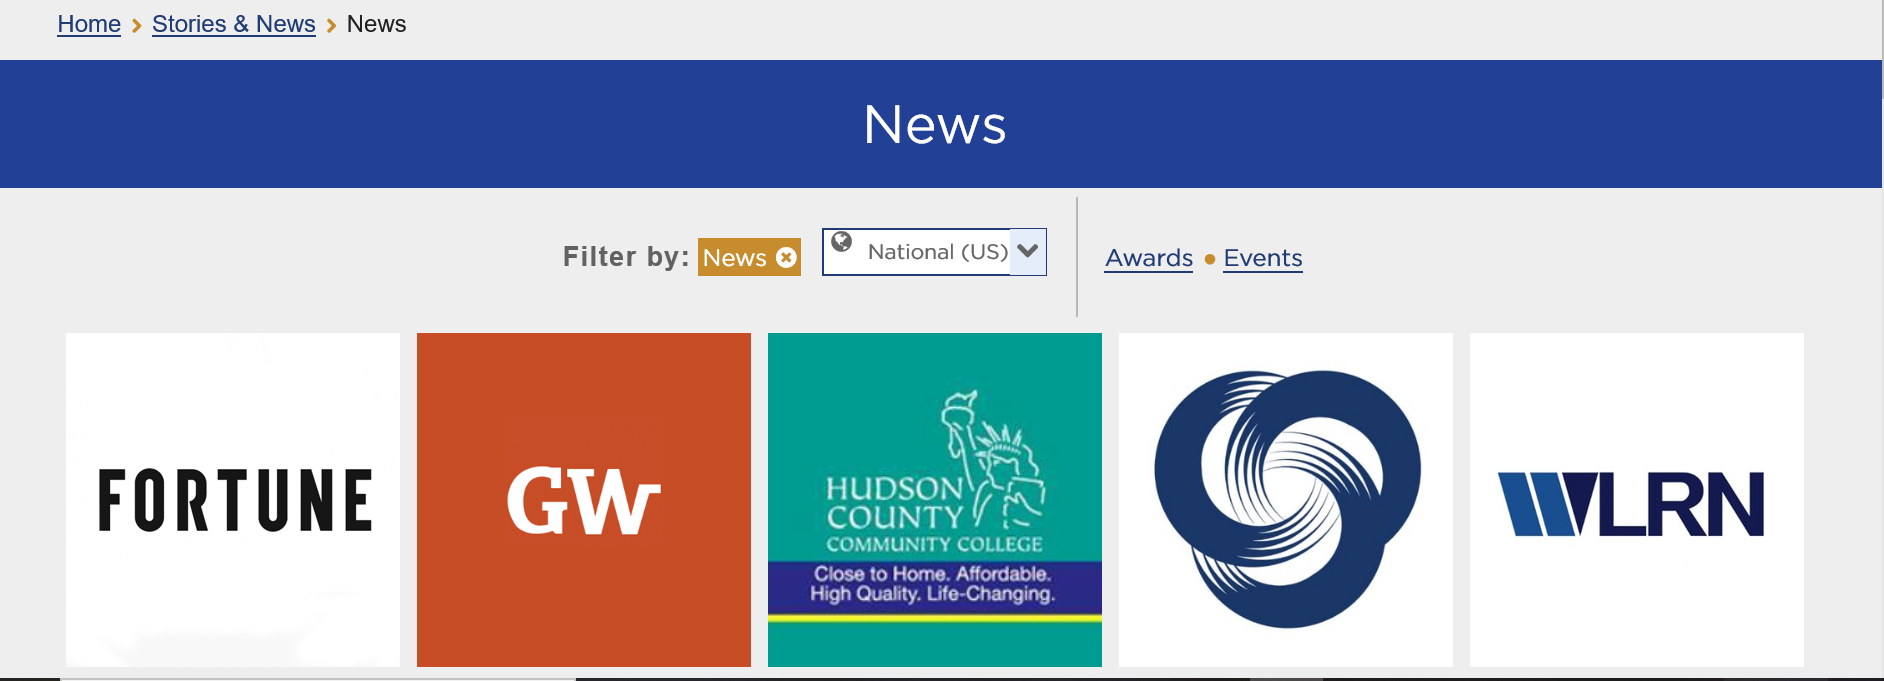 Home > Stories & News > News
News
Filter by: News National (US) Awards • Events
FORTUNE
GW
HUDSON
COUNTY
COMMUNITY COLLEGE
Close to Home. Affordable.
High Quality. Life-Changing.
WLRN